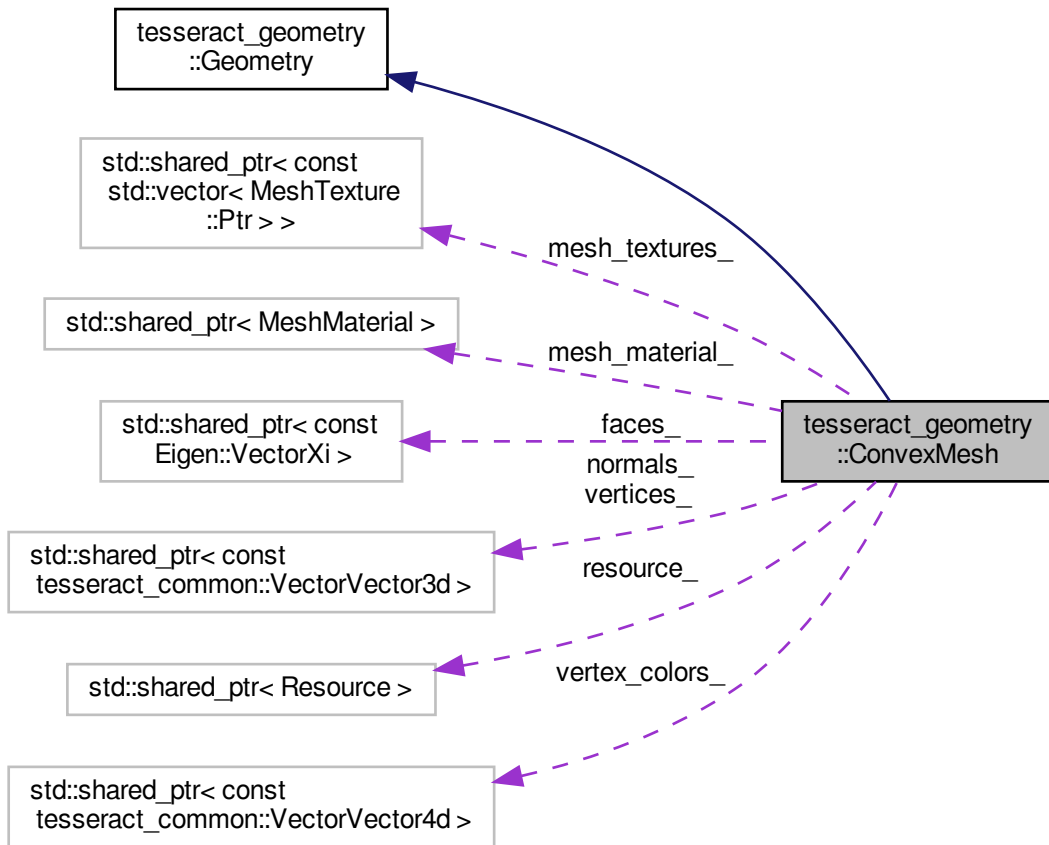 tesseract_geometry
::Geometry
std::shared_ptr< const
std::vector< MeshTexture
::Ptr > >
mesh_textures_
std::shared_ptr< MeshMaterial >
mesh_material_
std::shared_ptr< const
Eigen::VectorXi >
faces_
tesseract_geometry
::ConvexMesh
normals_
vertices_
std::shared_ptr< const
tesseract_common::VectorVector3d >
resource_
std::shared_ptr< Resource >
vertex_colors_
std::shared_ptr< const
tesseract_common::VectorVector4d >